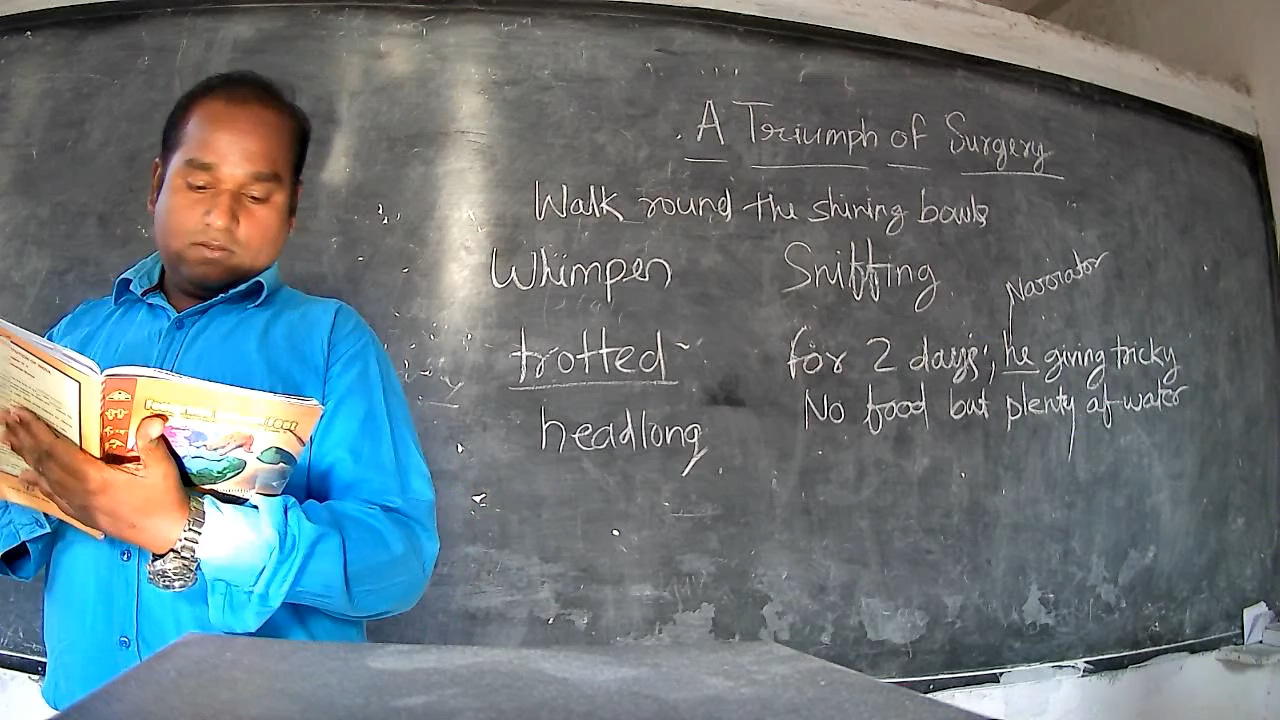 A Triumph of Surgery
Walk round the shining bowls
Whimper Sniffing
Narrator
trotted for 2 days; he giving tricky
No food but plenty of water
headlong